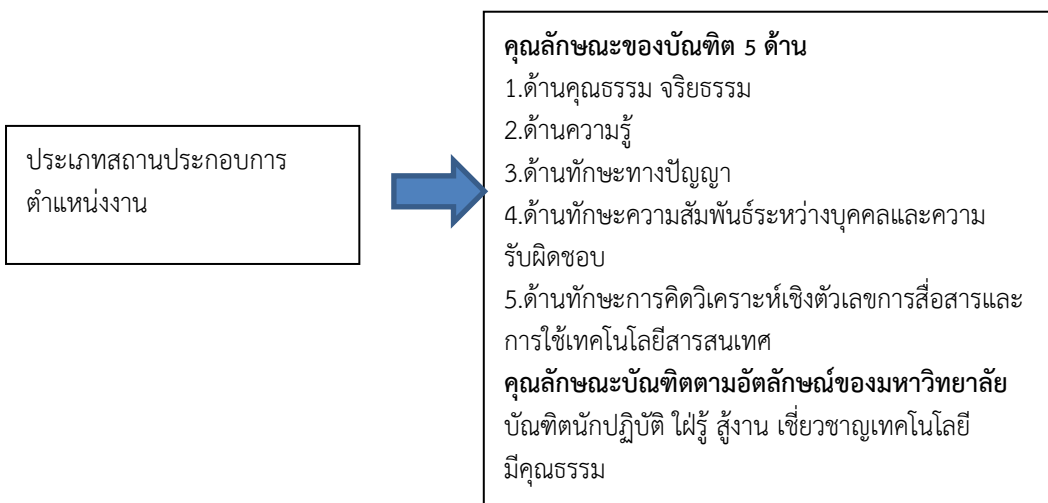 ประเภทสถานประกอบการ
ตำแหน่งงาน
คุณลักษณะของบัณฑิต 5 ด้าน
1.ด้านคุณธรรม จริยธรรม
2.ด้านความรู้
3.ด้านทักษะทางปัญญา
4.ด้านทักษะความสัมพันธ์ระหว่างบุคคลและความ
รับผิดชอบ
5.ด้านทักษะการคิดวิเคราะห์เชิงตัวเลขการสื่อสารและ
การใช้เทคโนโลยีสารสนเทศ
คุณลักษณะบัณฑิตตามอัตลักษณ์ของมหาวิทยาลัย
บัณฑิตนักปฏิบัติ ใฝ่รู้ สู้งาน เชี่ยวชาญเทคโนโลยี
มีคุณธรรม